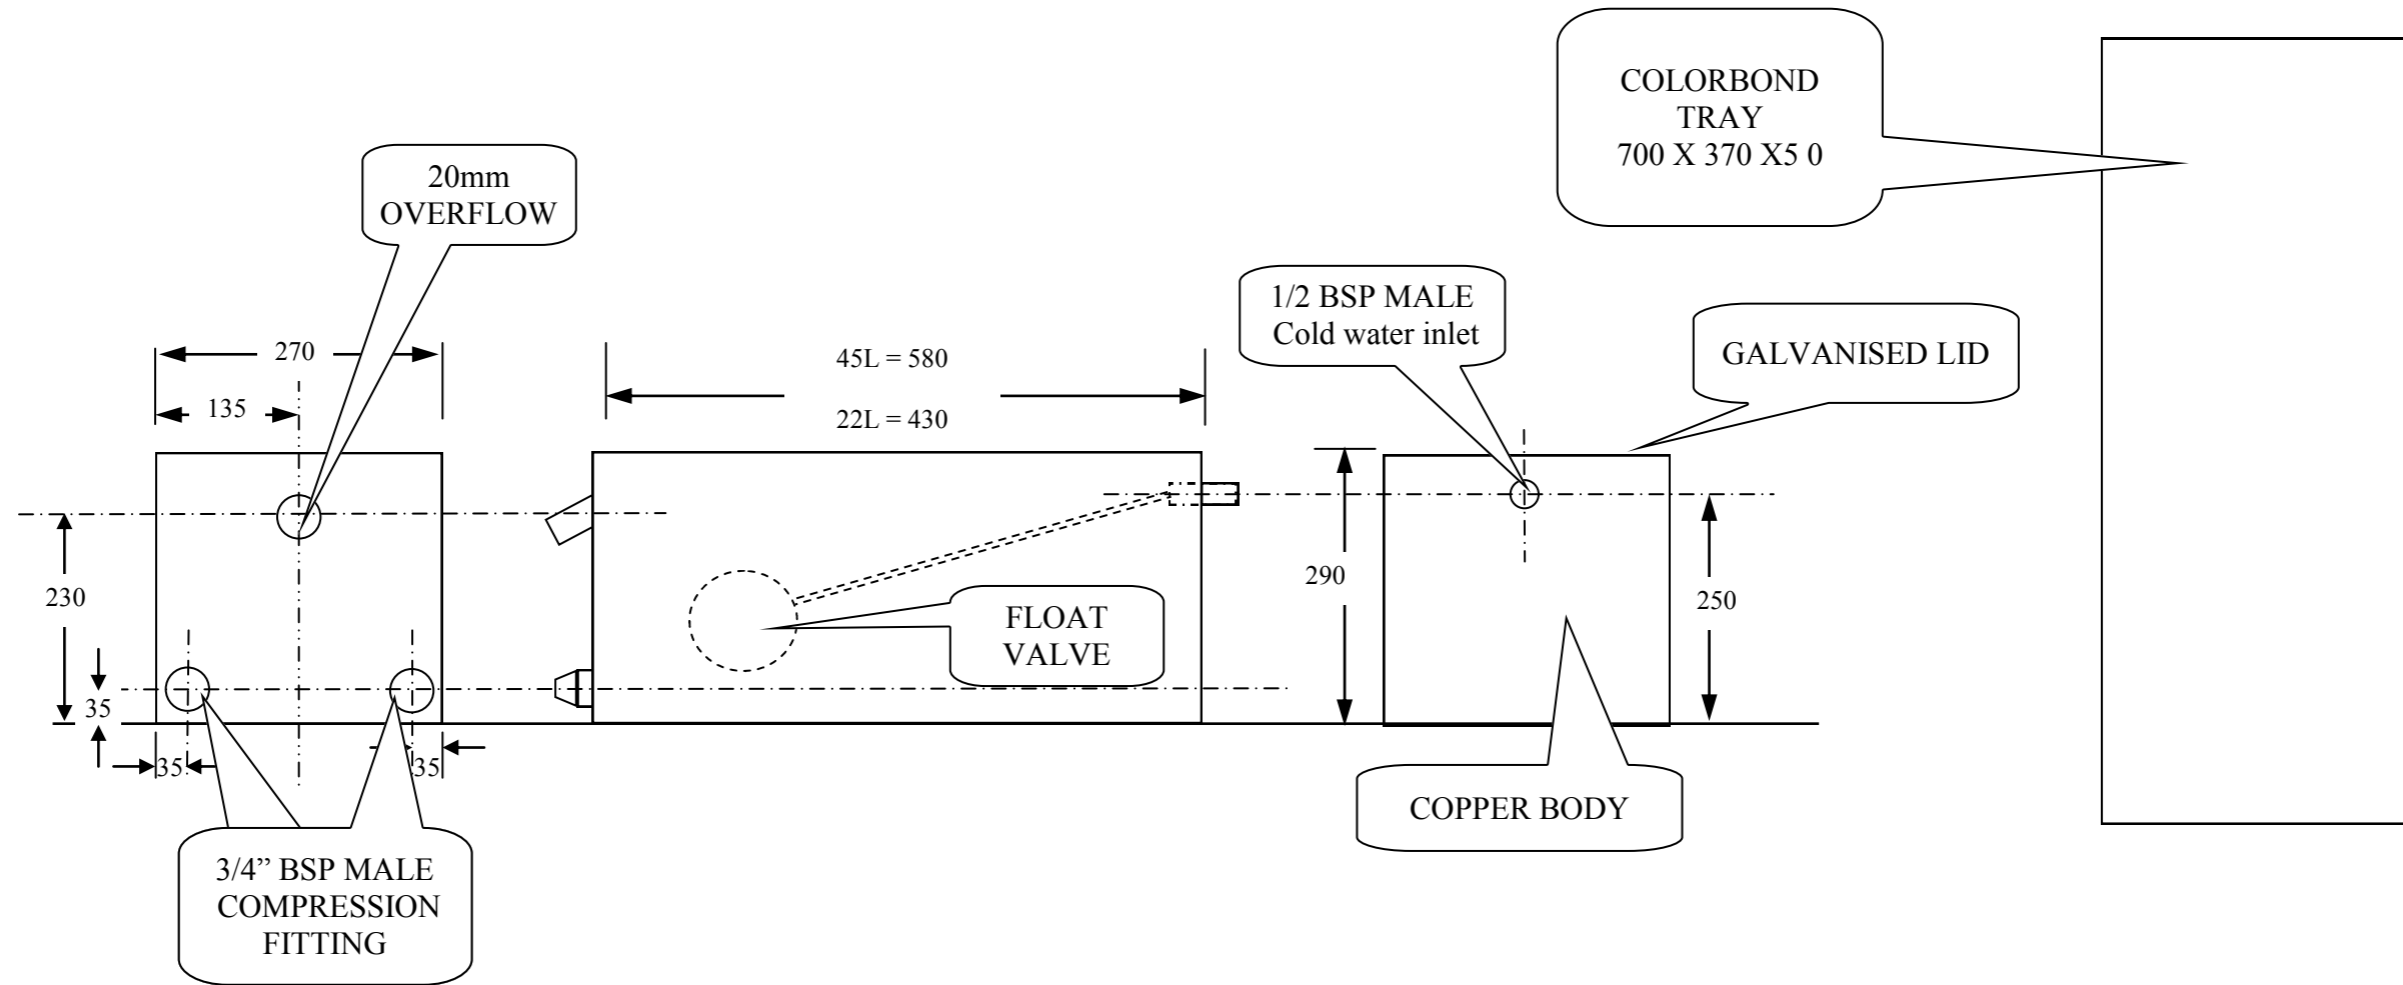 COLORBOND
TRAY
700 X 370 X5 0
20mm
OVERFLOW
1/2 BSP MALE
Cold water inlet
GALVANISED LID
270
45L = 580
135
22L = 430
290
230
250
FLOAT
VALVE
35
35
35
COPPER BODY
3/4” BSP MALE
COMPRESSION
FITTING